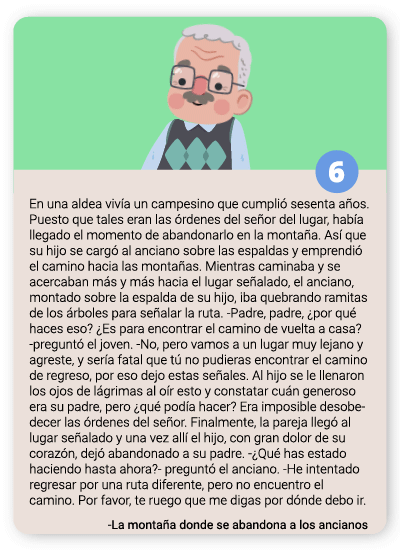 6
En una aldea vivía un campesino que cumplió sesenta años.
Puesto que tales eran las órdenes del señor del lugar, había
llegado el momento de abandonarlo en la montaña. Así que
su hijo se cargó al anciano sobre las espaldas y emprendió
el camino hacia las montañas. Mientras caminaba y se
acercaban más y más hacia el lugar señalado, el anciano,
montado sobre la espalda de su hijo, iba quebrando ramitas
de los árboles para señalar la ruta. -Padre, padre, ¿por qué
haces eso? ¿Es para encontrar el camino de vuelta a casa?
-preguntó el joven. -No, pero vamos a un lugar muy lejano y
agreste, y sería fatal que tú no pudieras encontrar el camino
de regreso, por eso dejo estas señales. Al hijo se le llenaron
los ojos de lágrimas al oír esto y constatar cuán generoso
era su padre, pero ¿qué podía hacer? Era imposible desobe-
decer las órdenes del señor. Finalmente, la pareja llegó al
lugar señalado y una vez allí el hijo, con gran dolor de su
corazón, dejó abandonado a su padre. -¿Qué has estado
haciendo hasta ahora?- preguntó el anciano. -He intentado
regresar por una ruta diferente, pero no encuentro el
camino. Por favor, te ruego que me digas por dónde debo ir.
-La montaña donde se abandona a los ancianos